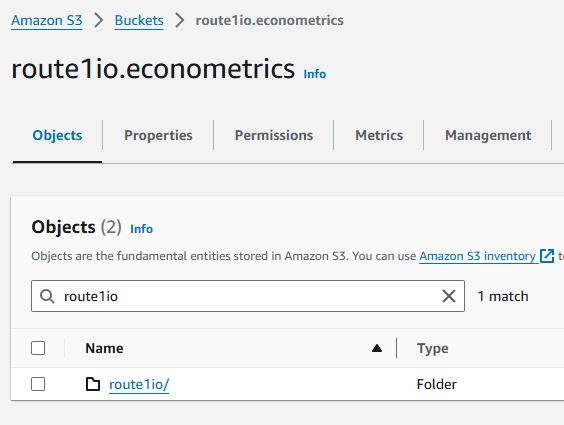 Amazon S3 > Buckets > route1io.econometrics
route1io.econometrics Info
Objects Properties Permissions Metrics Management
Objects (2) Info
Objects are the fundamental entities stored in Amazon S3. You can use Amazon S3 inventory to
route1io 1 match
Name Type
route1io/ Folder